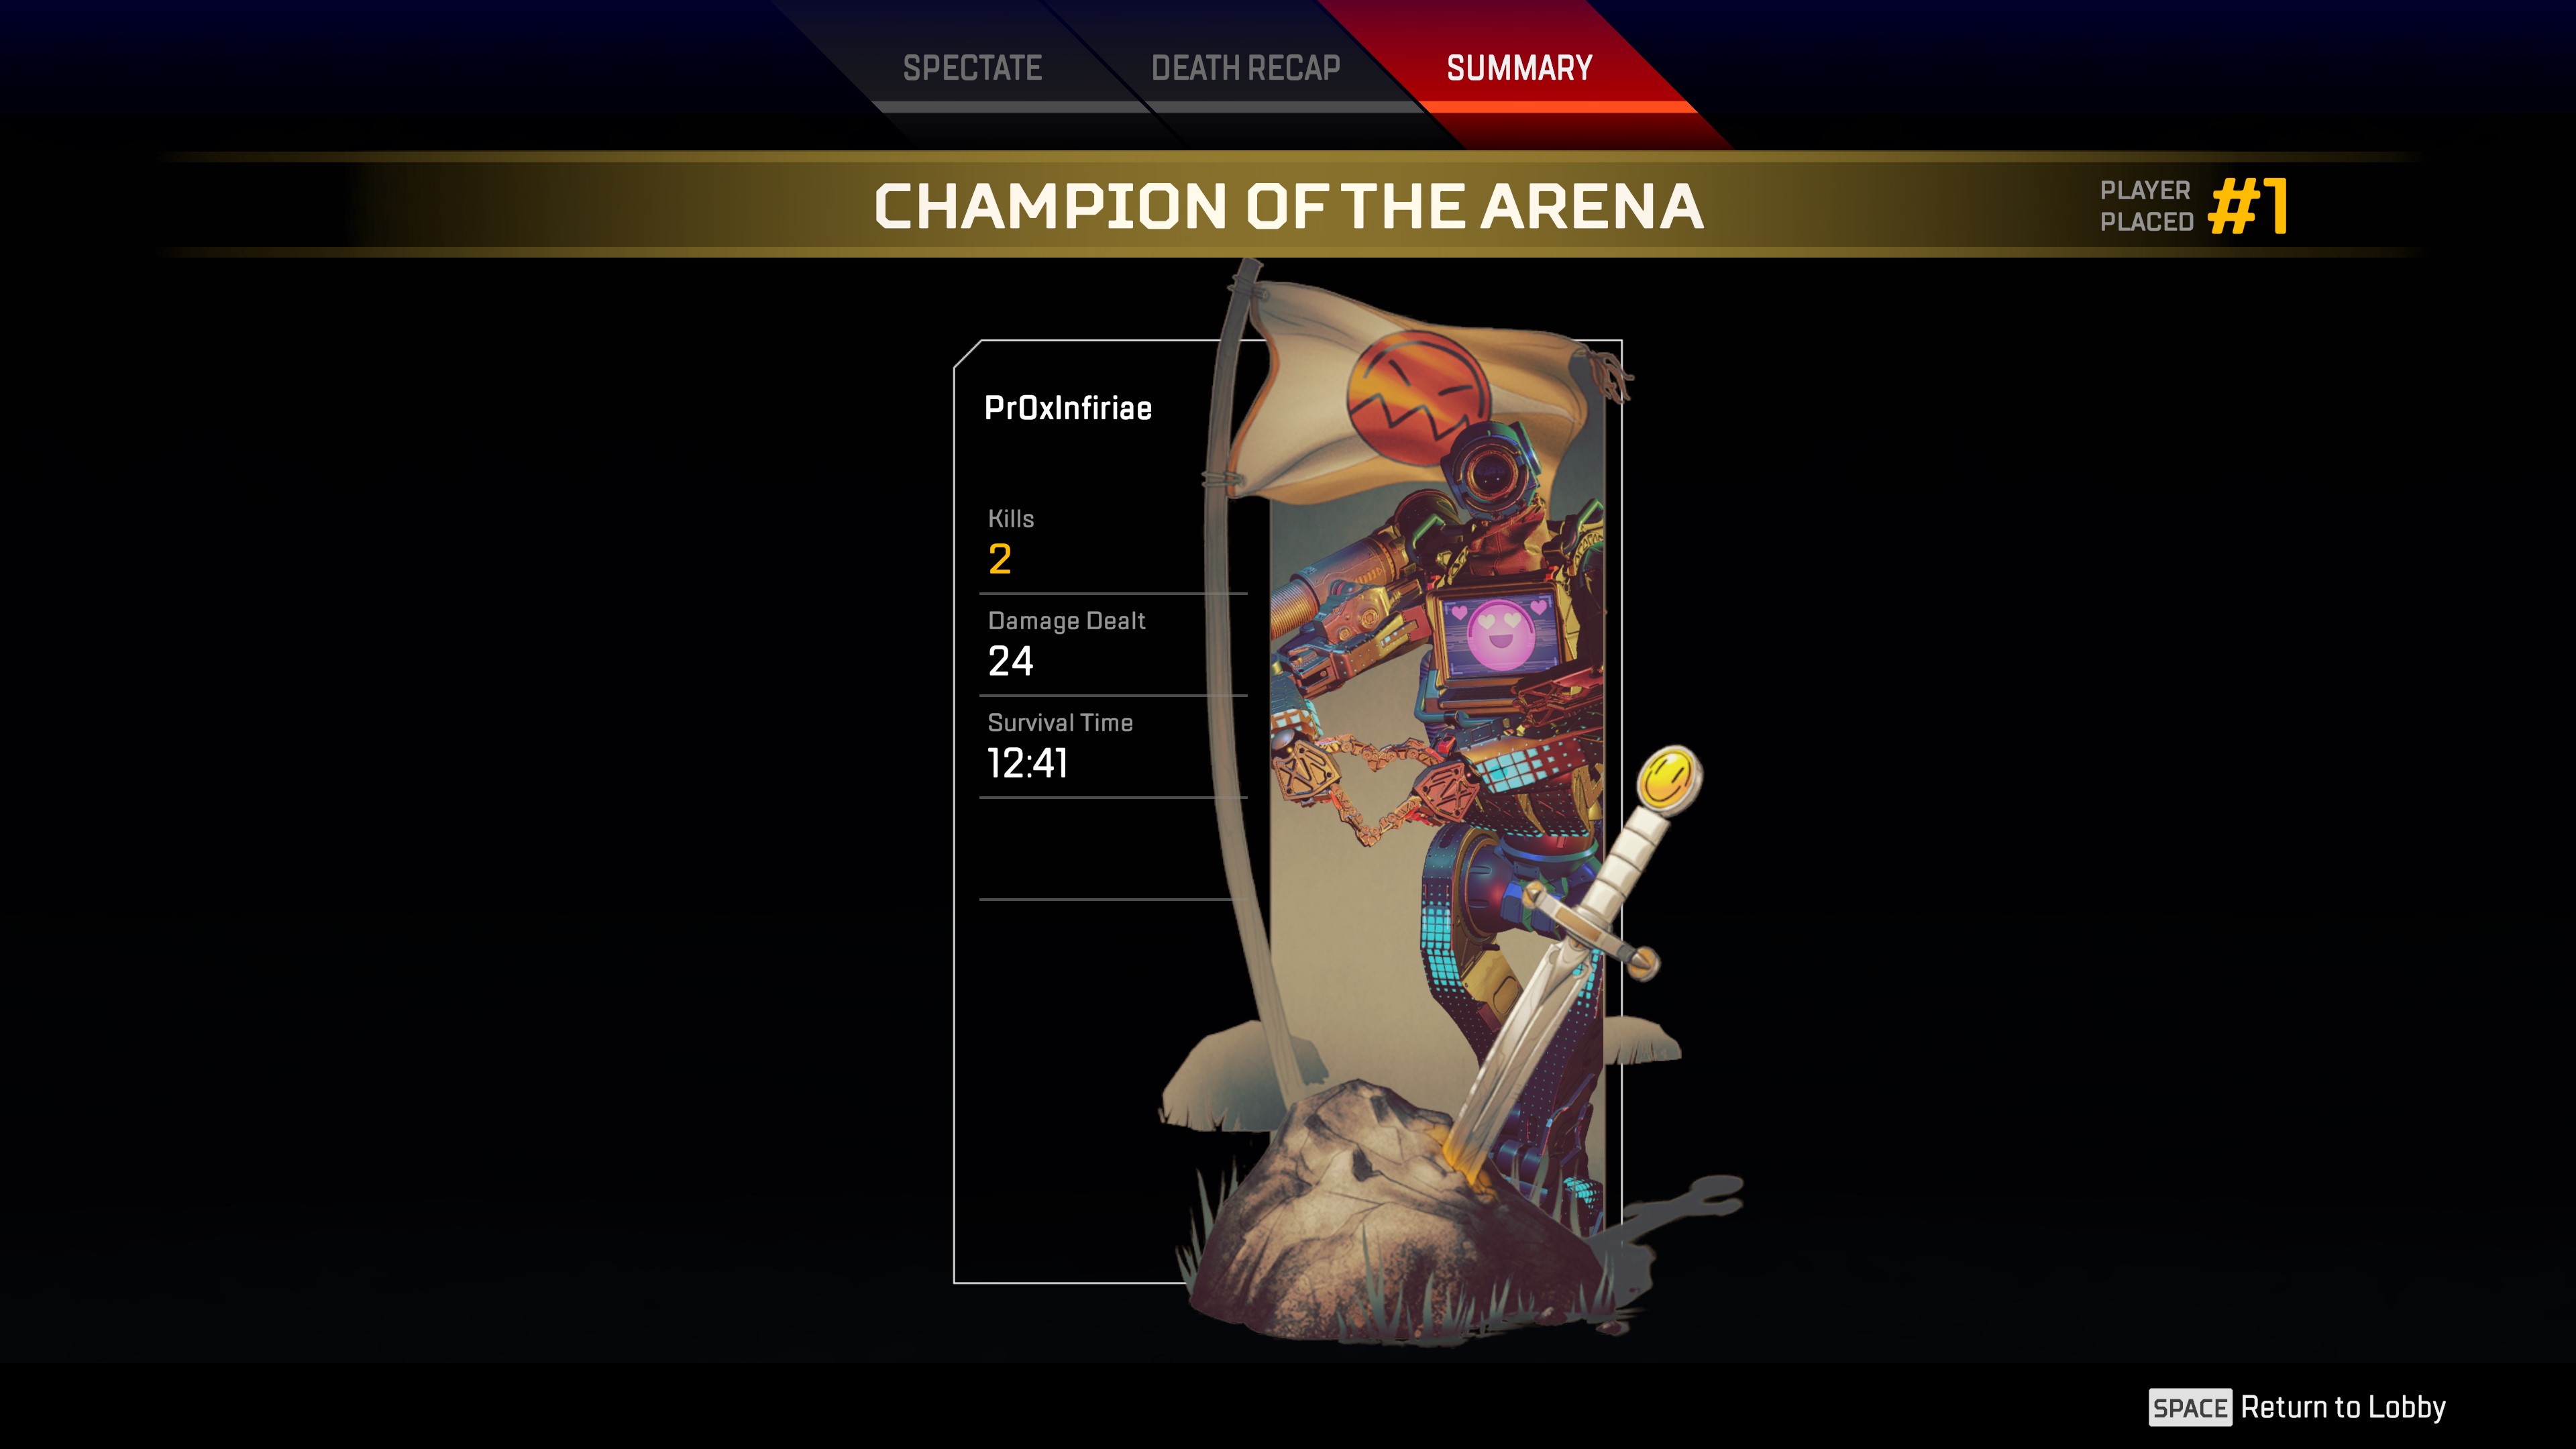 SPECTATE
DEATH RECAP
SUMMARY
CHAMPION OF THE ARENA
PLAYER
PLACED
#1
Pr0xInfiriae
Kills
2
Damage Dealt
24
Survival Time
12:41
SPACE Return to Lobby